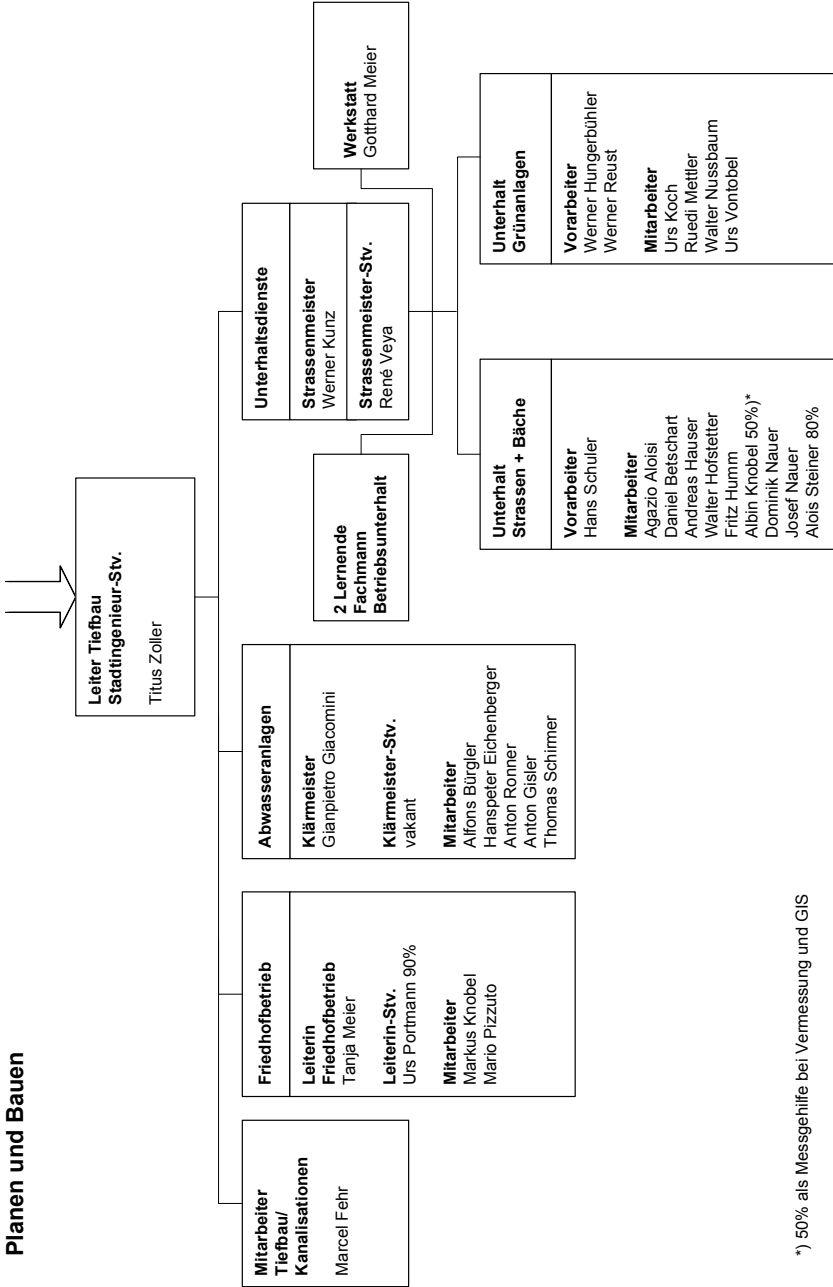 Planen und Bauen
Leiter Tiefbau
Stadtingenieur-Stv.
Titus Zoller
Mitarbeiter
Tiefbau/
Kanalisationen
Marcel Fehr
Friedhofbetrieb
Leiterin
Friedhofbetrieb
Tanja Meier
Leiterin-Stv.
Urs Portmann 90%
Mitarbeiter
Markus Knobel
Mario Pizzuto
Abwasseranlagen
Klärmeister
Gianpietro Giacomini
Klärmeister-Stv.
vakant
Mitarbeiter
Alfons Bürgler
Hanspeter Eichenberger
Anton Ronner
Anton Gisler
Thomas Schirmer
Unterhaltsdienste
Strassenmeister
Werner Kunz
Strassenmeister-Stv.
René Veya
2 Lernende
Fachmann
Betriebsunterhalt
Werkstatt
Gotthard Meier
Unterhalt
Strassen + Bäche
Vorarbeiter
Hans Schuler
Mitarbeiter
Agazio Aloisi
Daniel Betschart
Andreas Hauser
Walter Hofstetter
Fritz Humm
Albin Knobel 50%)*
Dominik Nauer
Josef Nauer
Alois Steiner 80%
Unterhalt
Grünanlagen
Vorarbeiter
Werner Hungerbühler
Werner Reust
Mitarbeiter
Urs Koch
Ruedi Mettler
Walter Nussbaum
Urs Vontobel
*) 50% als Messgehilfe bei Vermessung und GIS